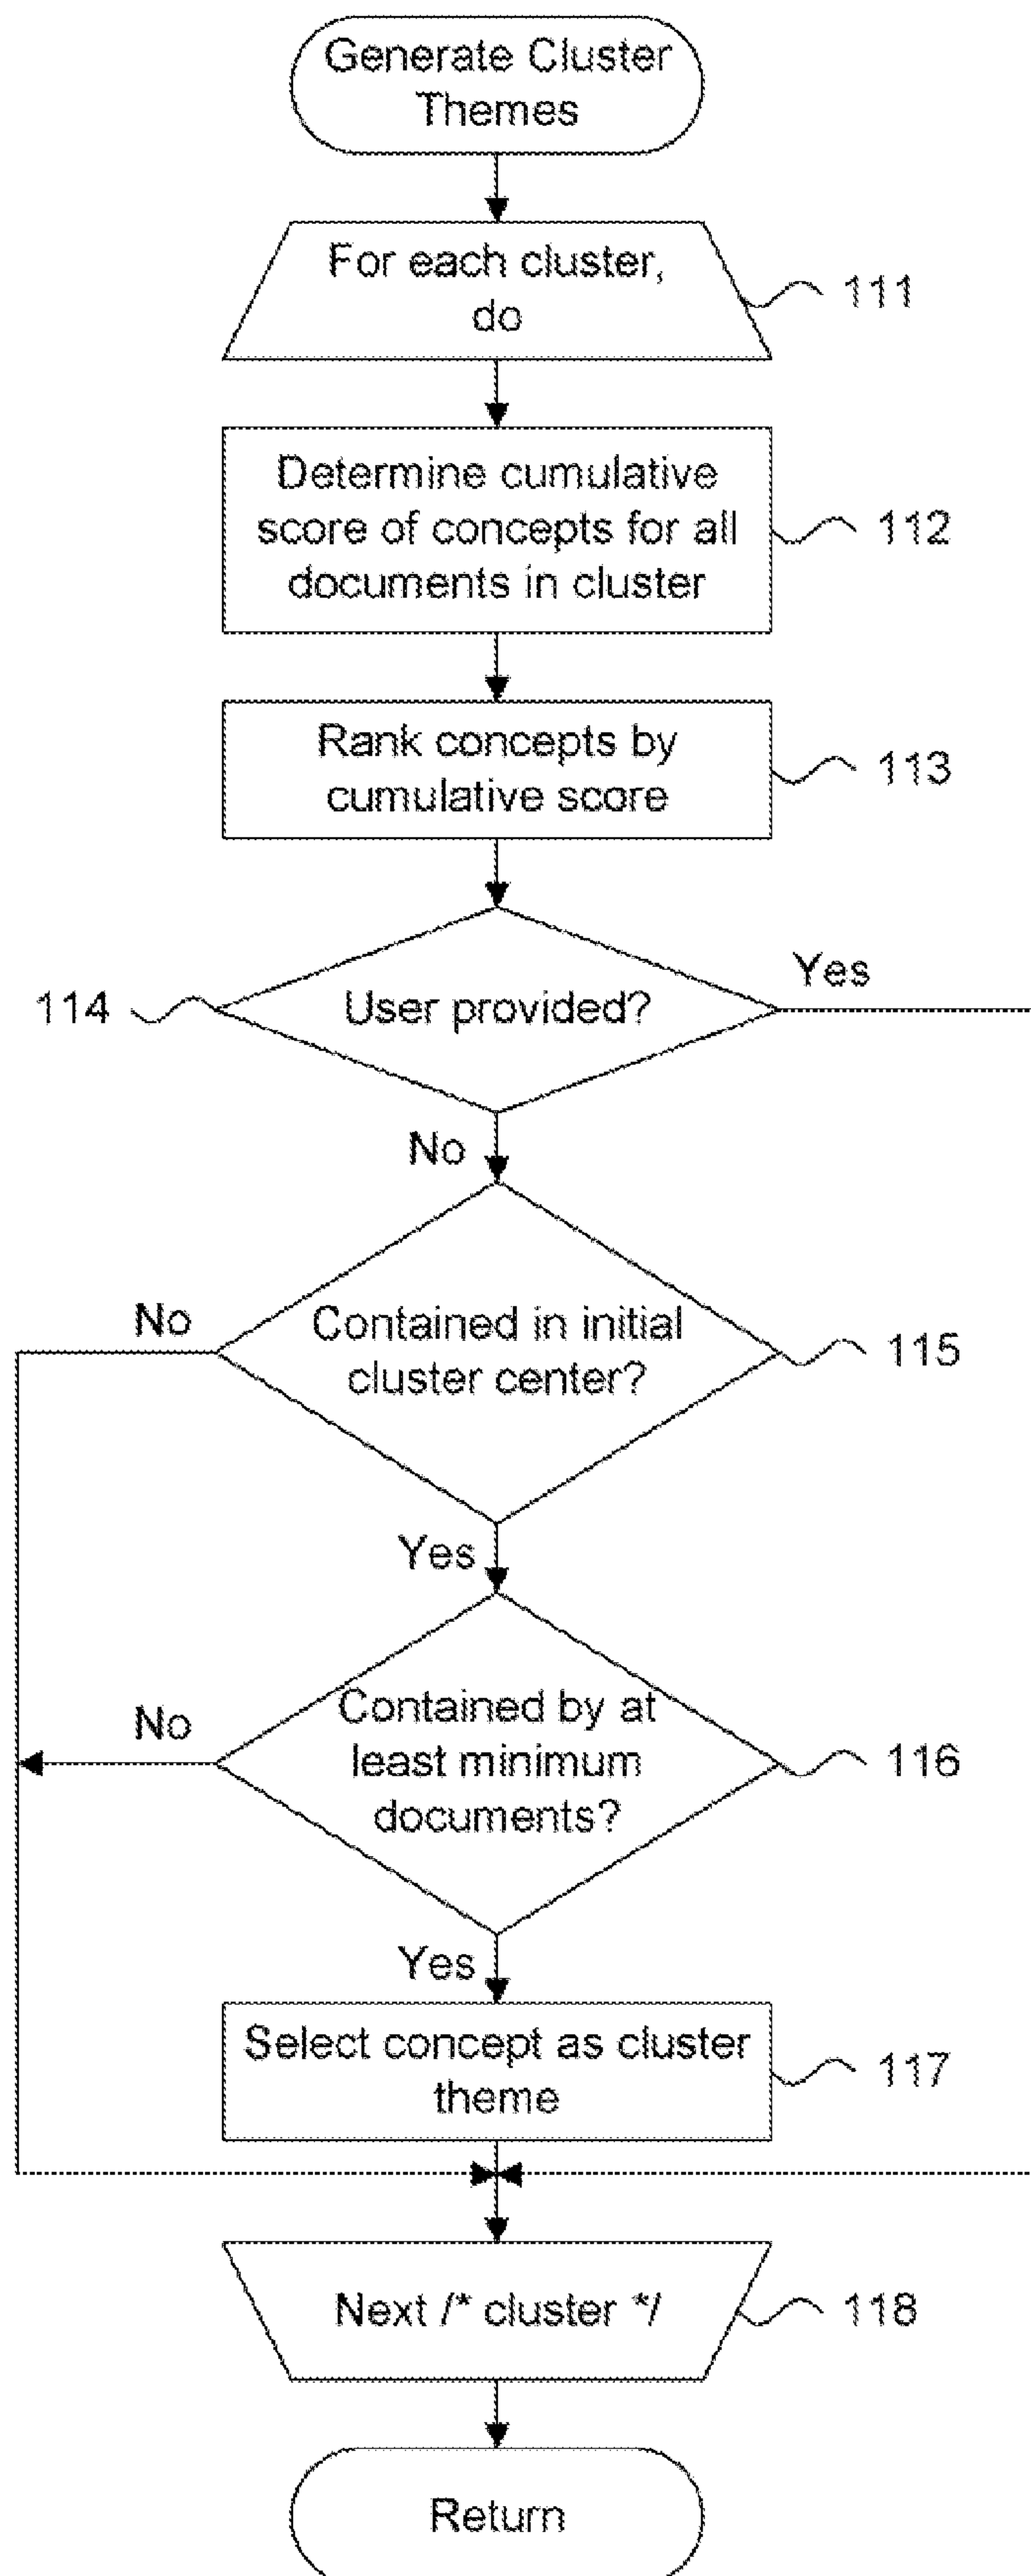 Generate Cluster
Themes
For each cluster,
do
111
Determine cumulative
score of concepts for all
documents in cluster
112
Rank concepts by
cumulative score
113
114
User provided?
Yes
No
No
Contained in initial
cluster center?
115
Yes
No
Contained by at
least minimum
documents?
116
Yes
Select concept as cluster
theme
117
Next /* cluster */
118
Return